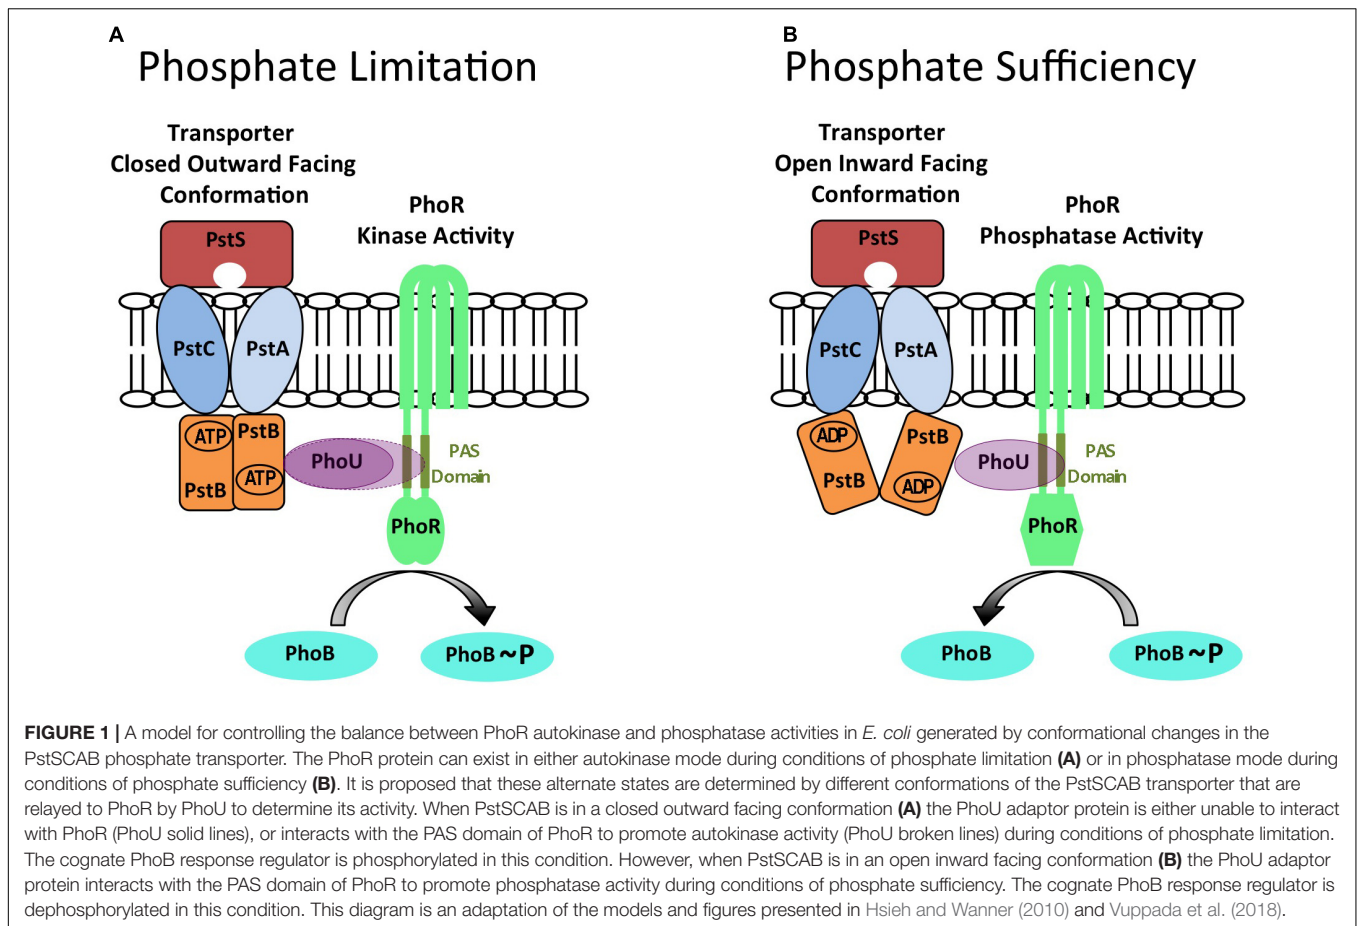 A
Phosphate Limitation
Transporter
Closed Outward Facing
Conformation
PhoR
Kinase Activity
PstS
PstC
PstA
ATP
PstB
PstB
ATP
PhoU
PAS
Domain
PhoR
PhoB
PhoB ~P
B
Phosphate Sufficiency
Transporter
Open Inward Facing
Conformation
PhoR
Phosphatase Activity
PstS
PstC
PstA
ADP
PstB
PstB
ADP
PhoU
PAS
Domain
PhoR
PhoB
PhoB ~P
FIGURE 1 | A model for controlling the balance between PhoR autokinase and phosphatase activities in E. coli generated by conformational changes in the
PstSCAB phosphate transporter. The PhoR protein can exist in either autokinase mode during conditions of phosphate limitation (A) or in phosphatase mode during
conditions of phosphate sufficiency (B). It is proposed that these alternate states are determined by different conformations of the PstSCAB transporter that are
relayed to PhoR by PhoU to determine its activity. When PstSCAB is in a closed outward facing conformation (A) the PhoU adaptor protein is either unable to interact
with PhoR (PhoU solid lines), or interacts with the PAS domain of PhoR to promote autokinase activity (PhoU broken lines) during conditions of phosphate limitation.
The cognate PhoB response regulator is phosphorylated in this condition. However, when PstSCAB is in an open inward facing conformation (B) the PhoU adaptor
protein interacts with the PAS domain of PhoR to promote phosphatase activity during conditions of phosphate sufficiency. The cognate PhoB response regulator is
dephosphorylated in this condition. This diagram is an adaptation of the models and figures presented in Hsieh and Wanner (2010) and Vuppada et al. (2018).